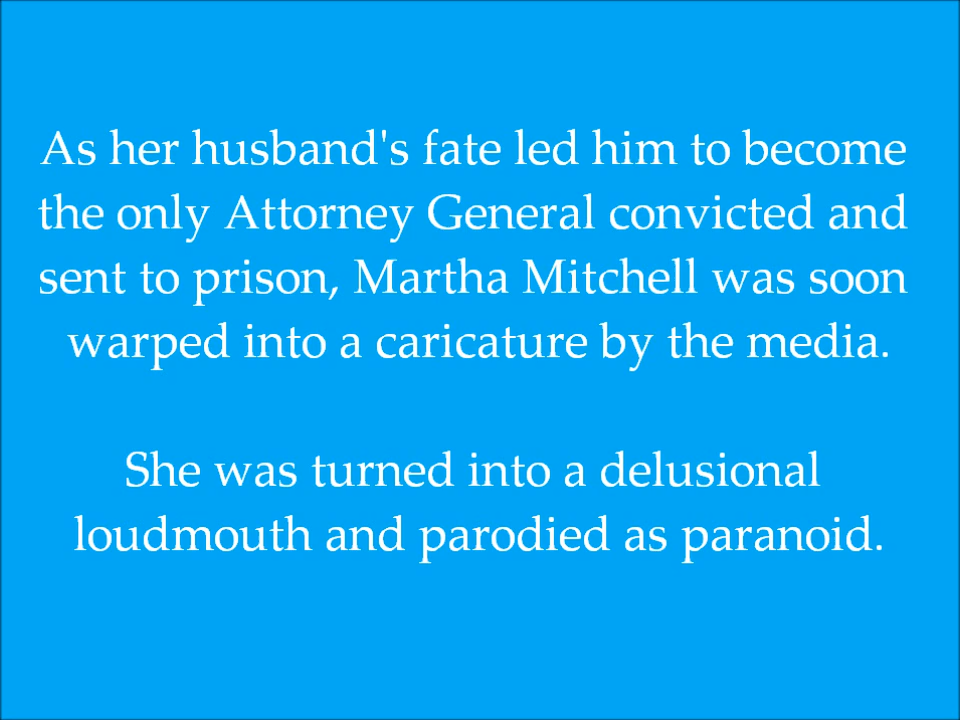 As her husband's fate led him to become
the only Attorney General convicted and
sent to prison, Martha Mitchell was soon
warped into a caricature by the media.
She was turned into a delusional
loudmouth and parodied as paranoid.